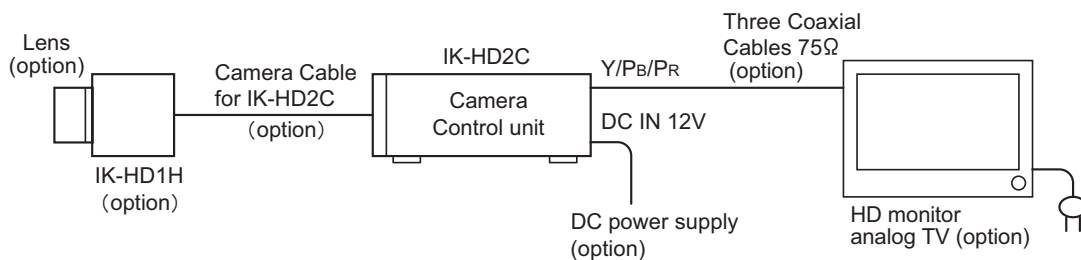 Lens
(option)
IK-HD1H
（option）
Camera Cable
for IK-HD2C
（option）
IK-HD2C
Camera
Control unit
Y/PB/PR
DC IN 12V
DC power supply
(option)
Three Coaxial
Cables 75Ω
(option)
HD monitor
analog TV (option)